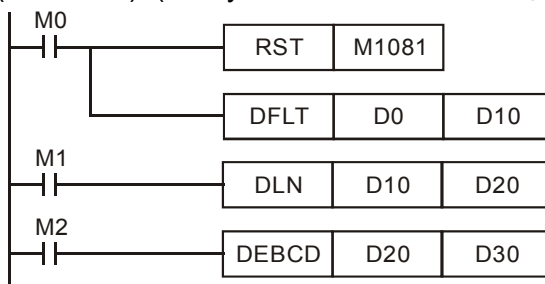 M0
RST M1081
DFLT D0 D10
M1
DLN D10 D20
M2
DEBCD D20 D30